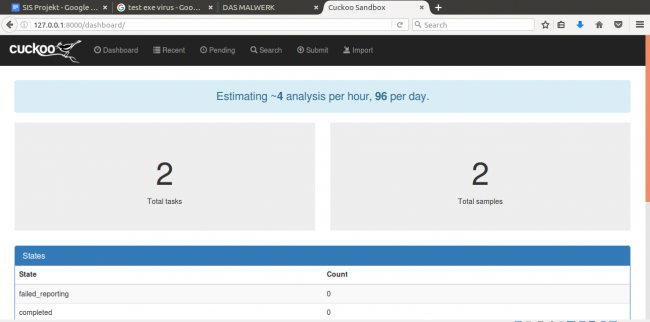 SIS Projekt - Google ...
test exe virus - Goo...
DAS MALWERK
Cuckoo Sandbox
127.0.0.1:8000/dashboard/
Search
cuckoo
Dashboard
Recent
Pending
Search
Submit
Import
Estimating ~4 analysis per hour, 96 per day.
2
Total tasks
2
Total samples
States
State Count
failed_reporting 0
completed 0